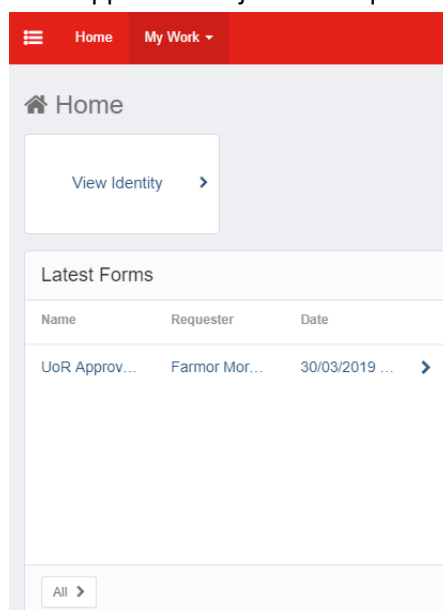 Home My Work
Home
View Identity
Latest Forms
Name Requester Date
UoR Approv... Farmor Mor... 30/03/2019 ...
All